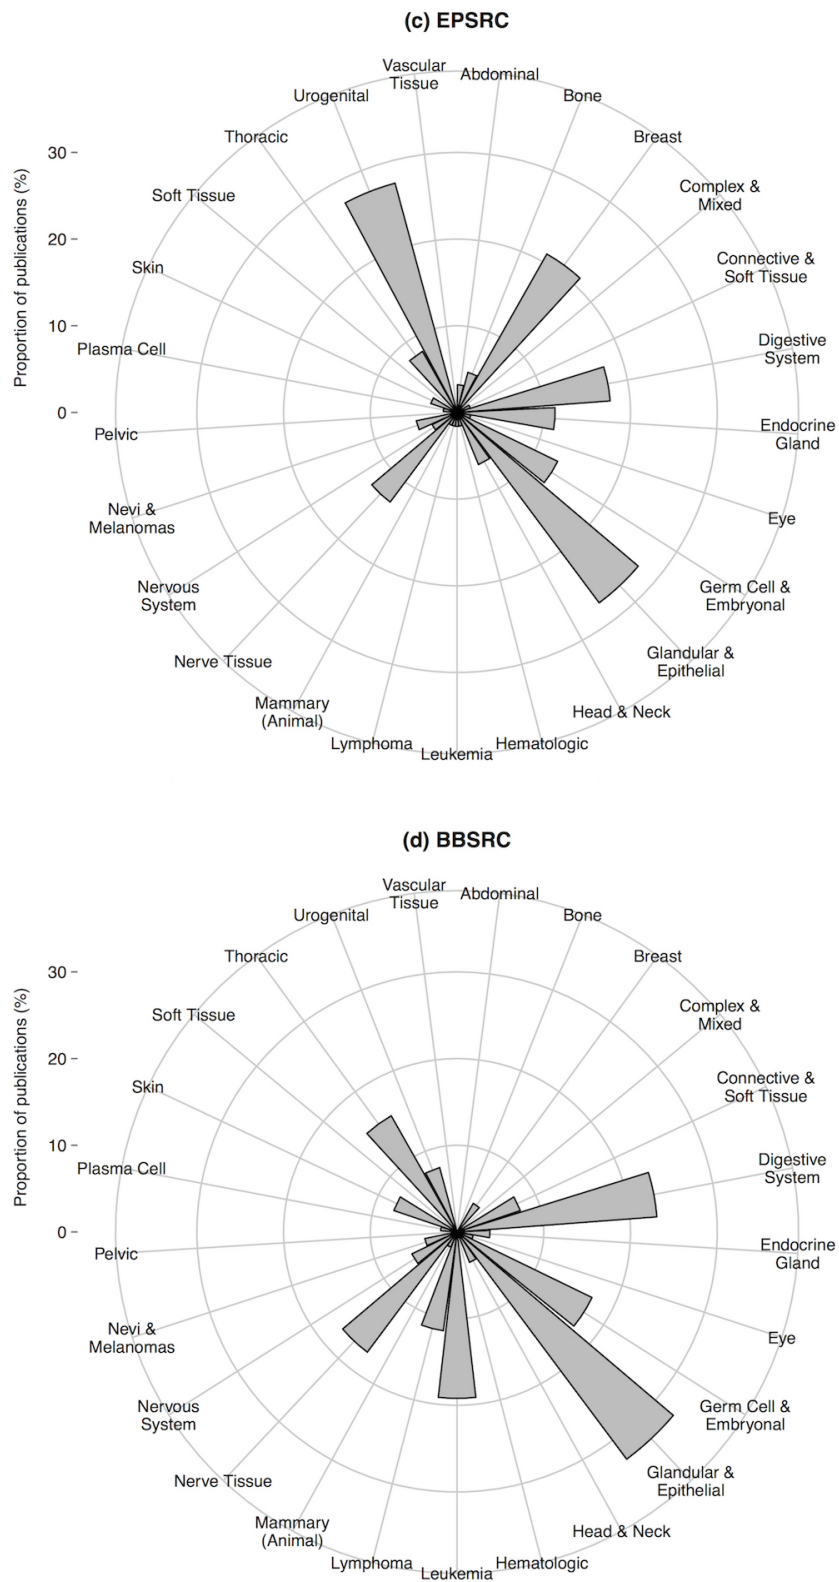 (c) EPSRC
Vascular
Tissue
Abdominal
Urogenital
Bone
Thoracic
Breast
30
Soft Tissue
Complex &
Mixed
20
Skin
Connective &
Soft Tissue
10
Plasma Cell
Digestive
System
0
Pelvic
Endocrine
Gland
Proportion of publications (%)
Nevi &
Melanomas
Eye
Nervous
System
Germ Cell &
Embryonal
Nerve Tissue
Glandular &
Epithelial
Mammary
(Animal)
Head & Neck
Lymphoma
Leukemia
Hematologic
(d) BBSRC
Vascular
Tissue
Abdominal
Urogenital
Bone
Thoracic
Breast
30
Soft Tissue
Complex &
Mixed
20
Skin
Connective &
Soft Tissue
10
Plasma Cell
Digestive
System
0
Pelvic
Endocrine
Gland
Proportion of publications (%)
Nevi &
Melanomas
Eye
Nervous
System
Germ Cell &
Embryonal
Nerve Tissue
Glandular &
Epithelial
Mammary
(Animal)
Head & Neck
Lymphoma
Leukemia
Hematologic